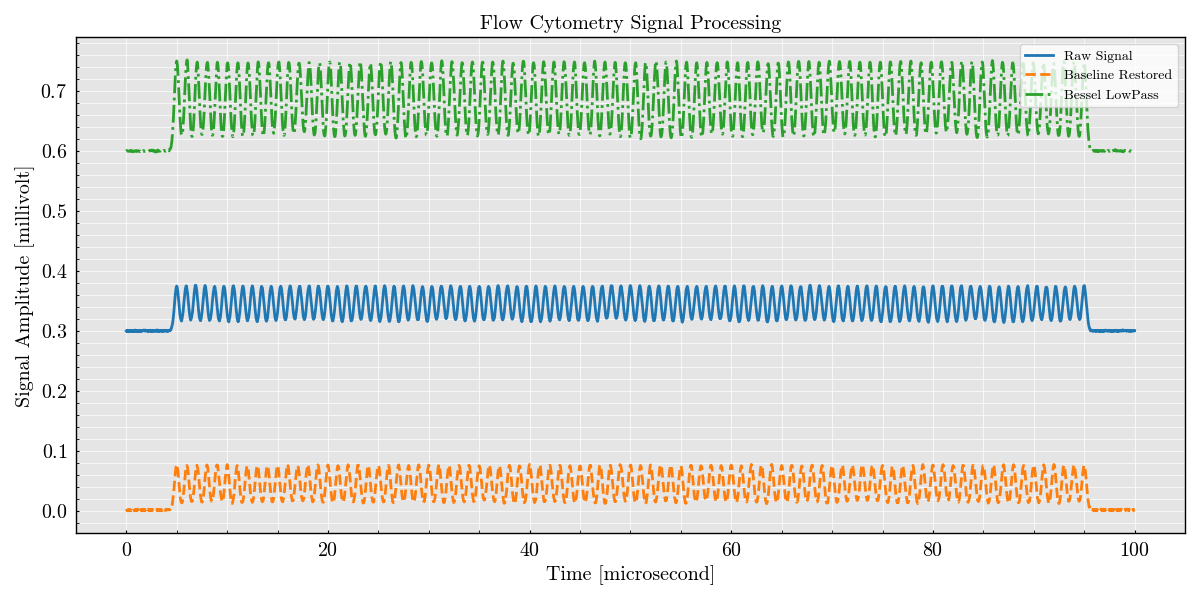 Flow Cytometry Signal Processing
Raw Signal
Baseline Restored
Bessel LowPass
Signal Amplitude [millivolt]
0.7
0.6
0.5
0.4
0.3
0.2
0.1
0.0
0 20 40 60 80 100
Time [microsecond]